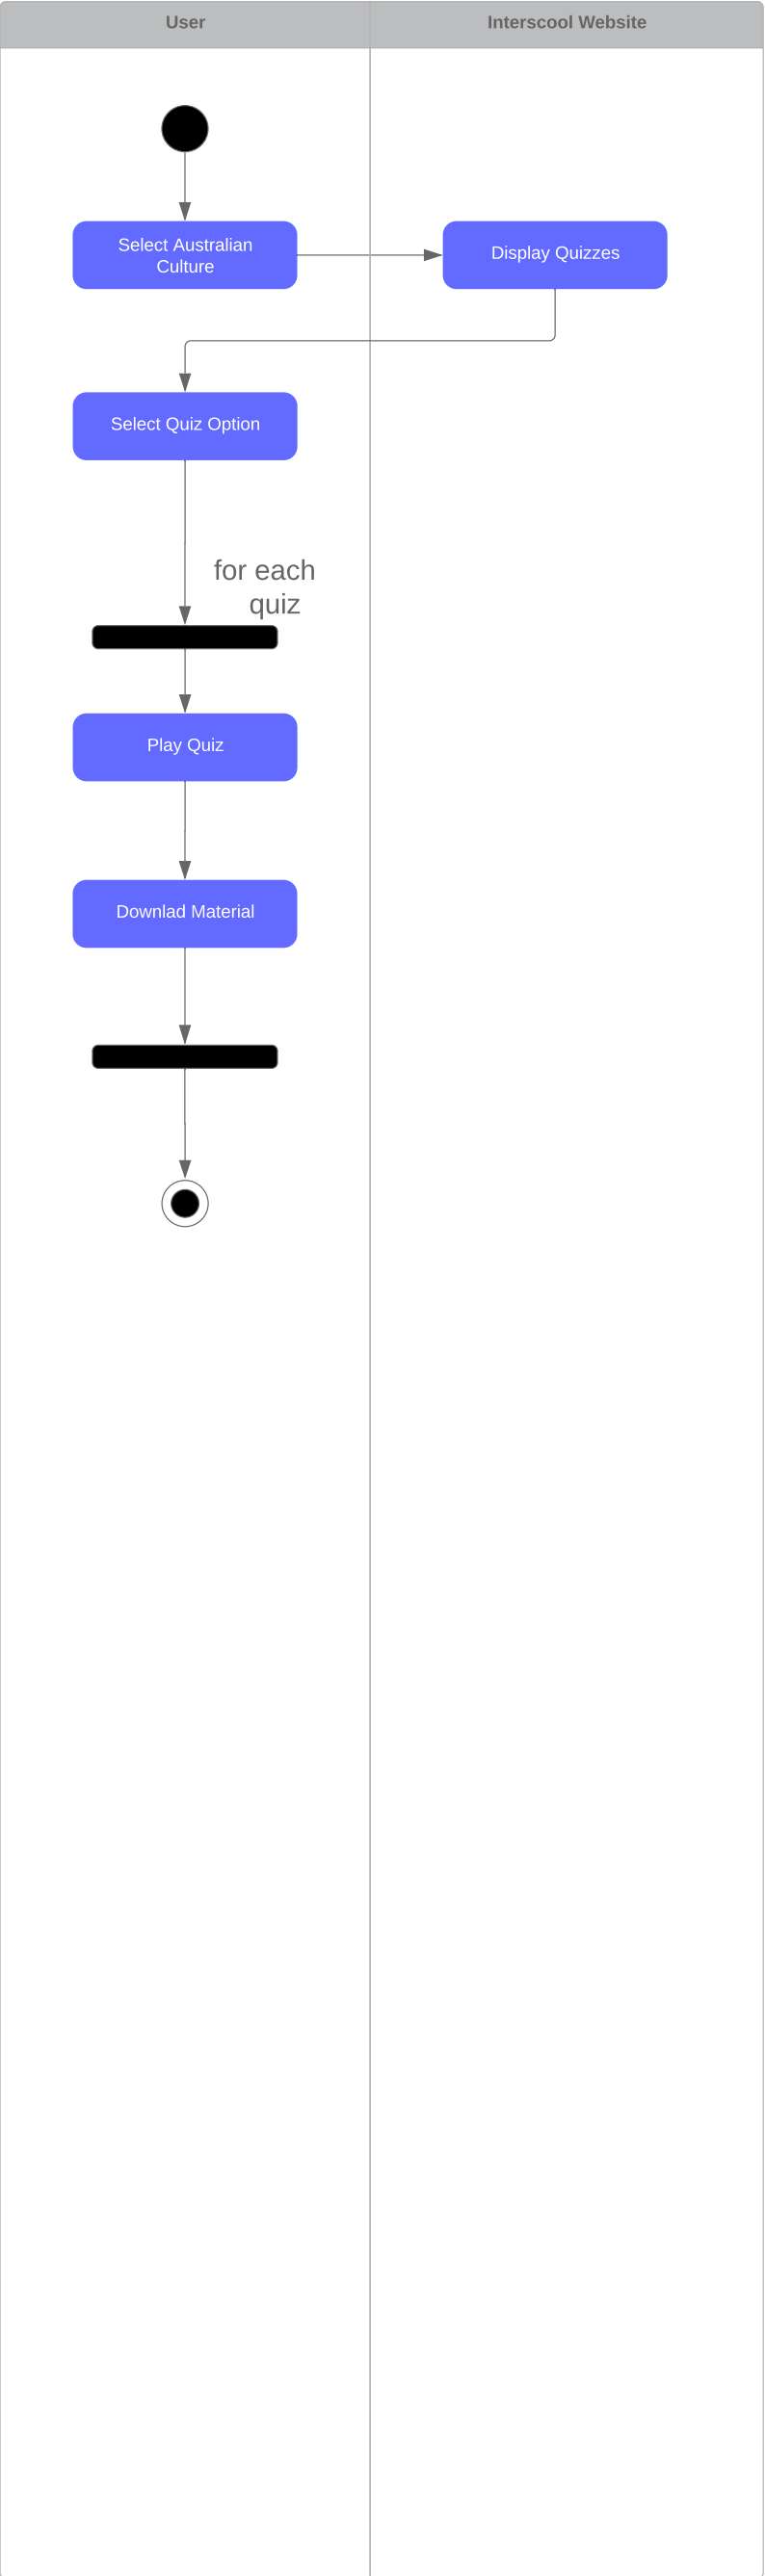 User
Interscool Website
Select Australian
Culture
Display Quizzes
Select Quiz Option
for each
quiz
Play Quiz
Downlad Material